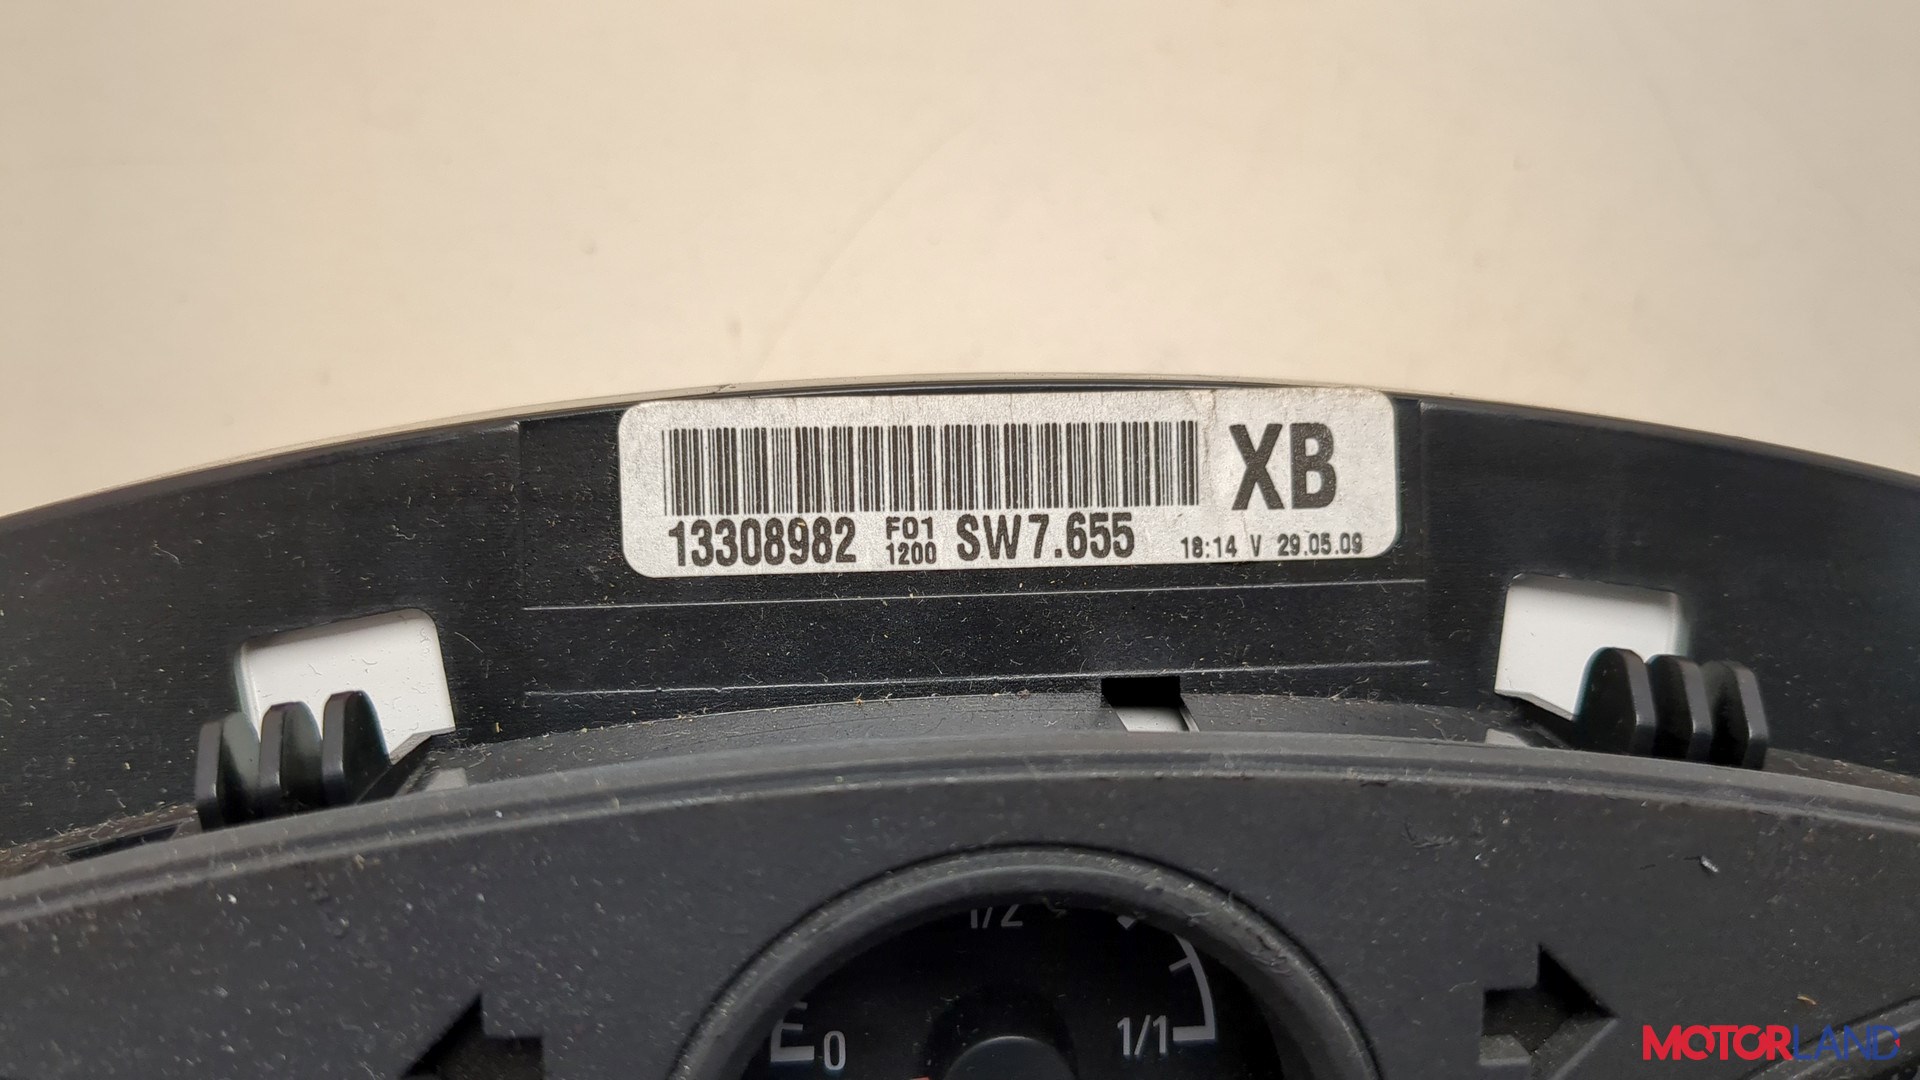 XB
13308982 F01 1200 SW7.655 18:14 V 29.05.09
1/2
0
1/1
MOTORLAND